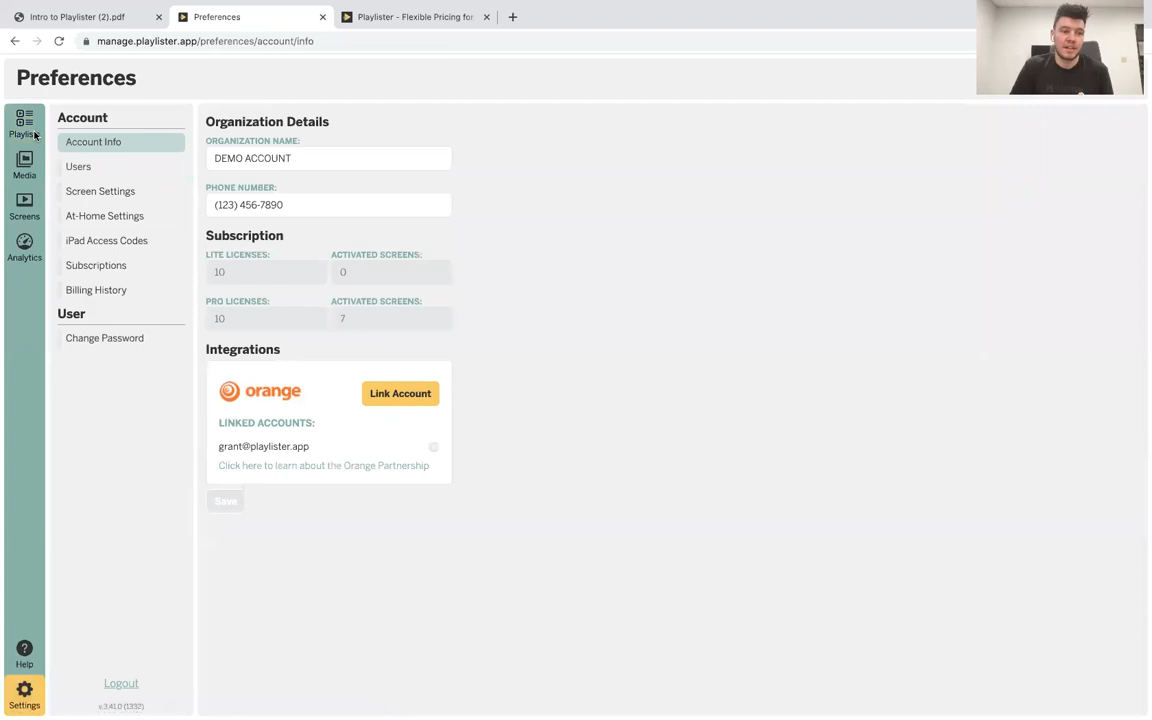 Intro to Playlister (2).pdf
Preferences
Playlister - Flexible Pricing for
manage.playlister.app/preferences/account/info
Preferences
Playlists
Media
Screens
Analytics
Help
Settings
Account
Account Info
Users
Screen Settings
At-Home Settings
iPad Access Codes
Subscriptions
Billing History
User
Change Password
Logout
v.3.41.0 (1332)
Organization Details
ORGANIZATION NAME:
DEMO ACCOUNT
PHONE NUMBER:
(123) 456-7890
Subscription
LITE LICENSES: ACTIVATED SCREENS:
10 0
PRO LICENSES: ACTIVATED SCREENS:
10 7
Integrations
orange Link Account
LINKED ACCOUNTS:
grant@playlister.app
Click here to learn about the Orange Partnership
Save